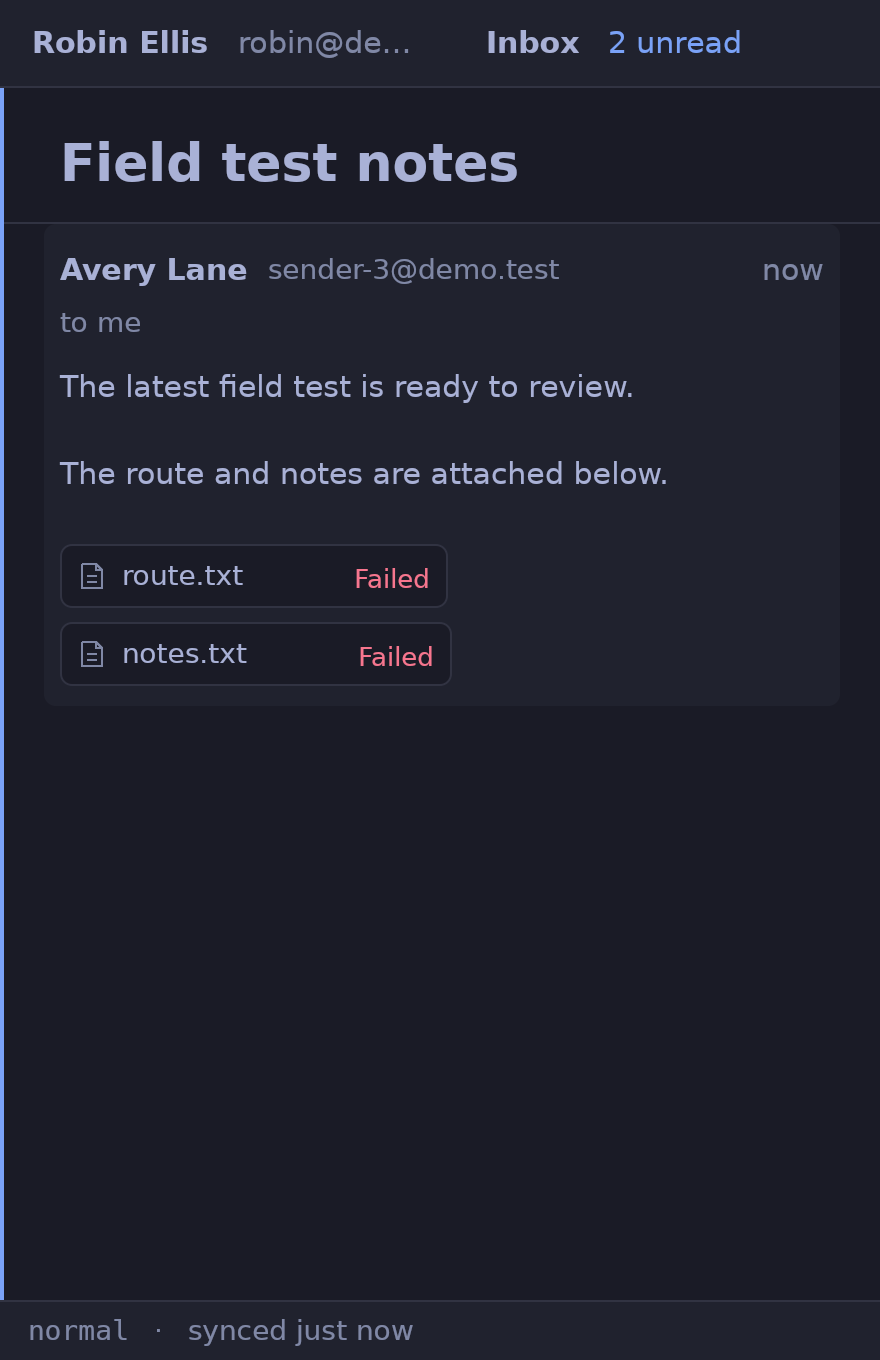 Robin Ellis robin@de... Inbox 2 unread
Field test notes
Avery Lane sender-3@demo.test now
to me
The latest field test is ready to review.
The route and notes are attached below.
route.txt Failed
notes.txt Failed
normal · synced just now